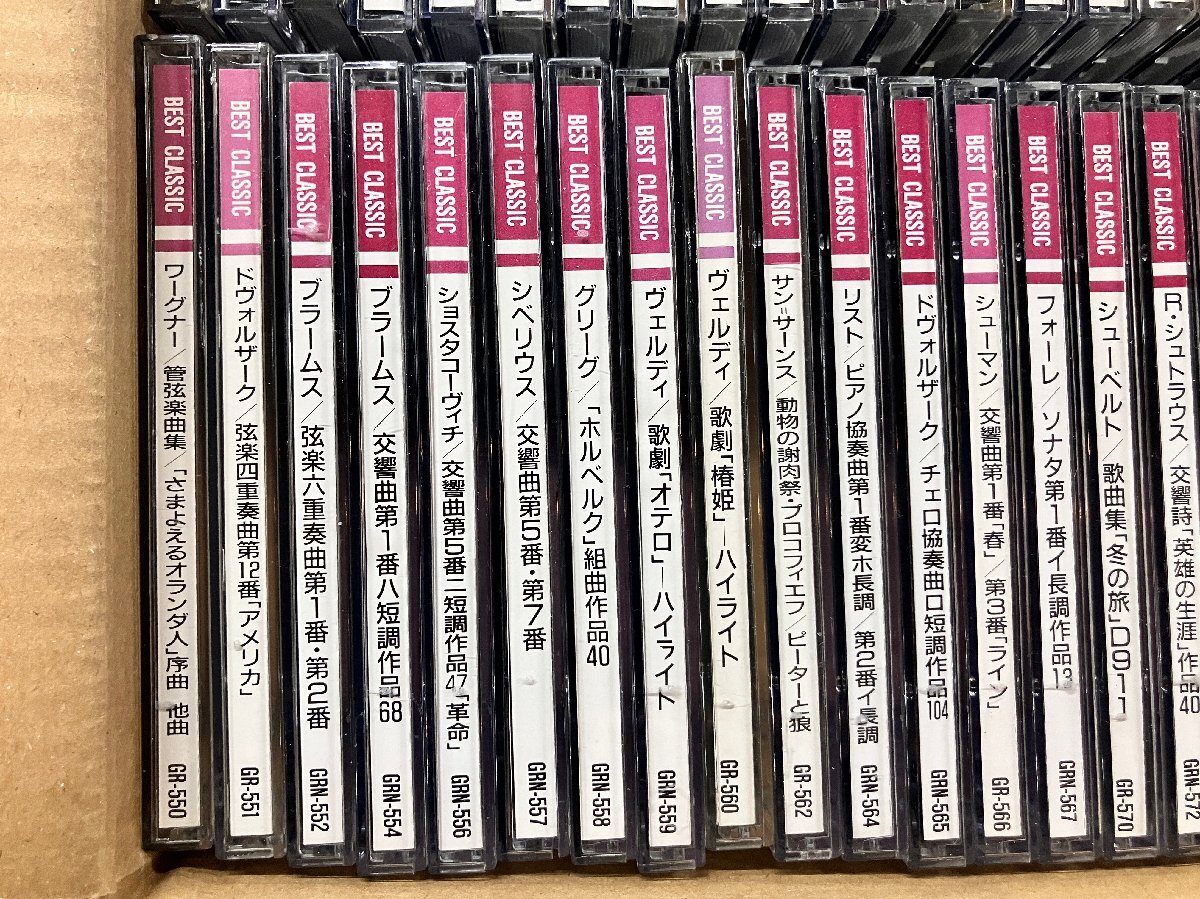 BEST CLASSIC ワーグナー/管弦楽曲集/「さまよえるオランダ人」序曲 他曲 GR-550
BEST CLASSIC ドヴォルザーク/弦楽四重奏曲第12番「アメリカ」 GR-551
BEST CLASSIC ブラームス/弦楽六重奏曲第1番・第2番 GRN-552
BEST CLASSIC ブラームス/交響曲第1番ハ短調作品68 GRN-554
BEST CLASSIC ショスタコーヴィチ/交響曲第5番ニ短調作品47「革命」 GRN-556
BEST CLASSIC シベリウス/交響曲第5番・第7番 GRN-557
BEST CLASSIC グリーグ/「ホルベルク」組曲作品40 GRN-558
BEST CLASSIC ヴェルディ/歌劇「オテロ」―ハイライト GRN-559
BEST CLASSIC ヴェルディ/歌劇「椿姫」―ハイライト GR-560
BEST CLASSIC サン=サーンス/動物の謝肉祭・プロコフィエフ/ピーターと狼 GR-562
BEST CLASSIC リスト/ピアノ協奏曲第1番変ホ長調/第2番イ長調 GRN-564
BEST CLASSIC ドヴォルザーク/チェロ協奏曲ロ短調作品104 GRN-565
BEST CLASSIC シューマン/交響曲第1番「春」/第3番「ライン」 GR-566
BEST CLASSIC フォーレ/ソナタ第1番イ長調作品13 GRN-567
BEST CLASSIC シューベルト/歌曲集「冬の旅」D911 GR-570
BEST CLASSIC R・シュトラウス/交響詩「英雄の生涯」作品40 GRN-572